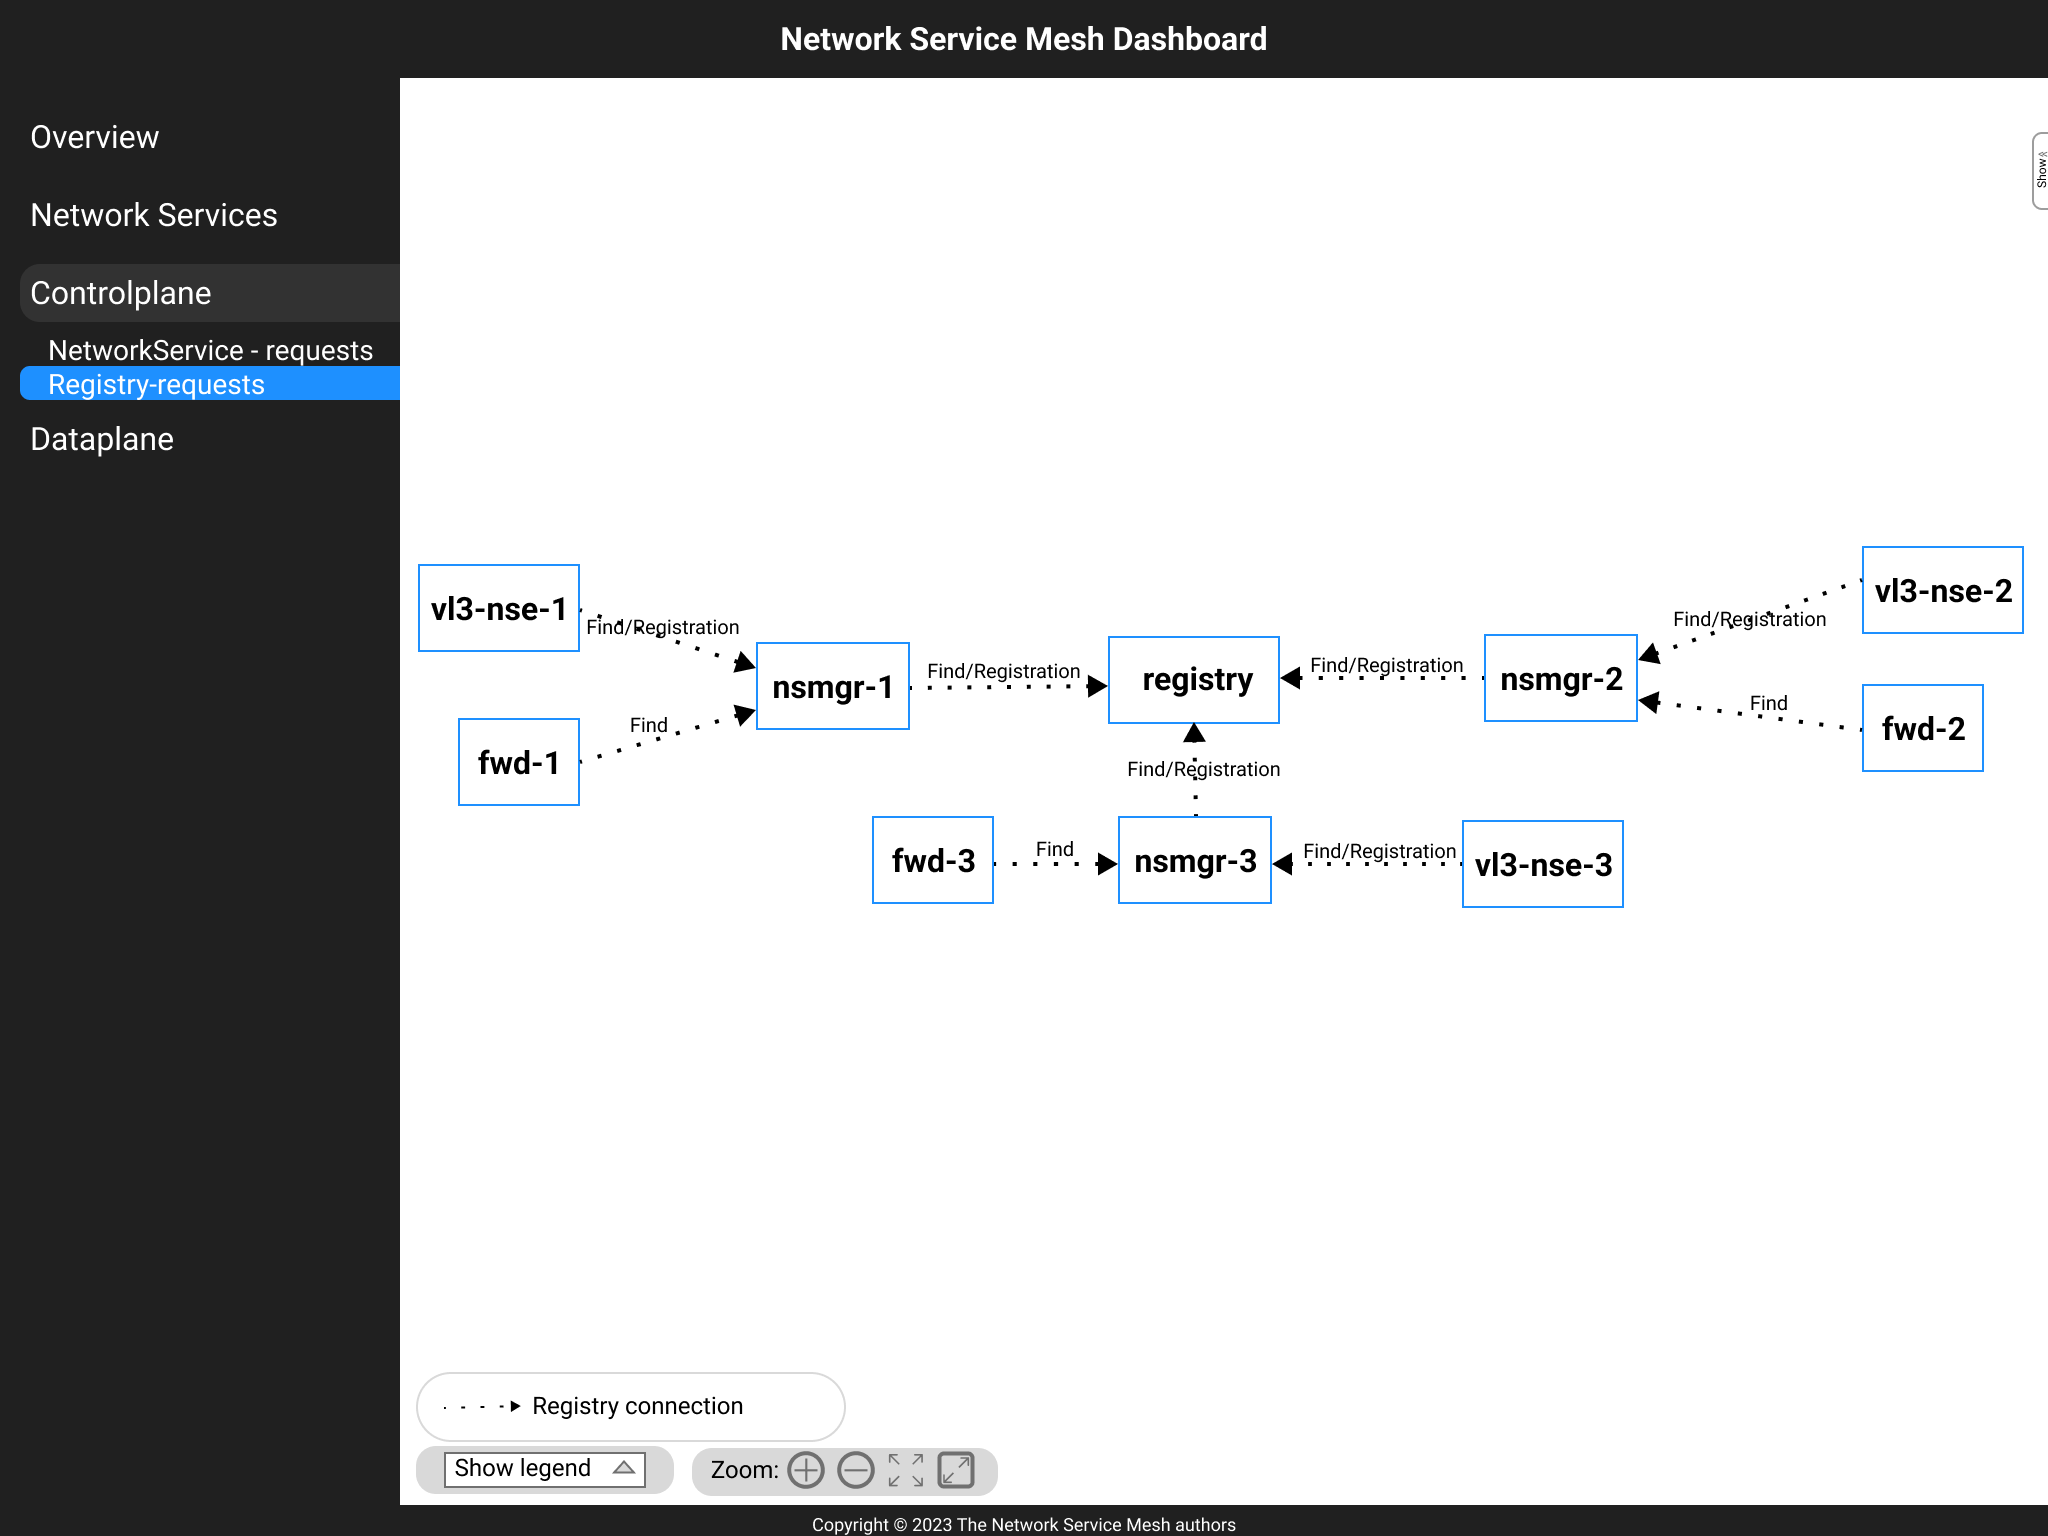 Network Service Mesh Dashboard
Overview
Network Services
Controlplane
NetworkService - requests
Registry-requests
Dataplane
Show
vl3-nse-1
Find/Registration
nsmgr-1
Find
fwd-1
Find/Registration
registry
Find/Registration
nsmgr-2
Find/Registration
vl3-nse-2
Find
fwd-2
Find/Registration
fwd-3
Find
nsmgr-3
Find/Registration
vl3-nse-3
Registry connection
Show legend
Zoom:
Copyright © 2023 The Network Service Mesh authors